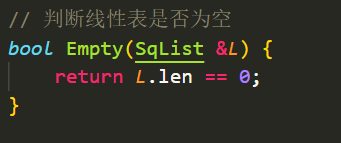 // 判断线性表是否为空
bool Empty(SqList &L) {
    return L.len == 0;
}